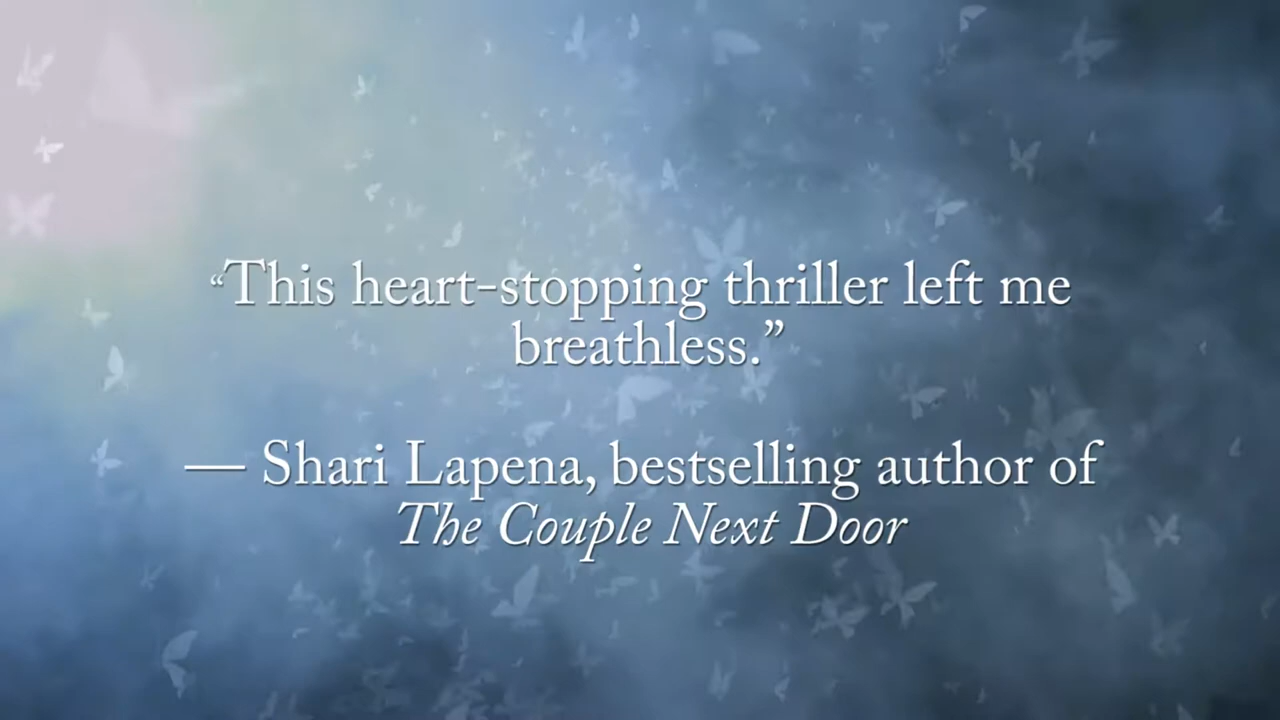 “This heart-stopping thriller left me
breathless.”
— Shari Lapena, bestselling author of
The Couple Next Door